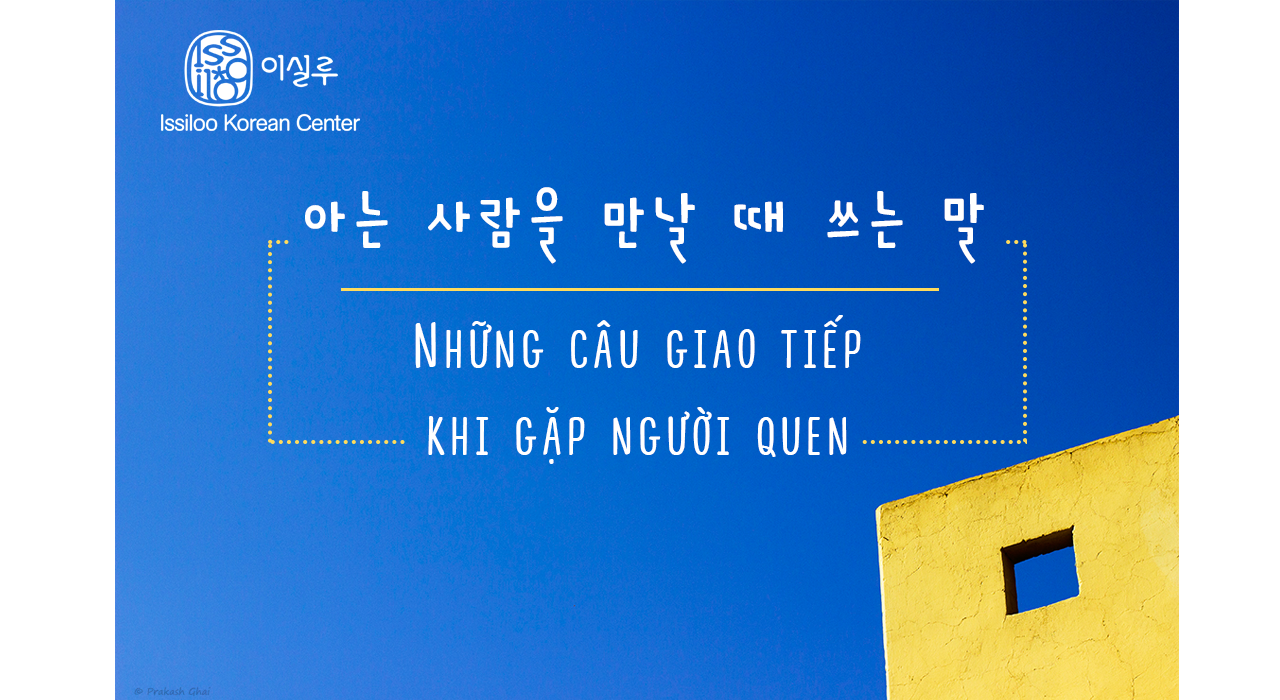 Issiloo
이실루
Issiloo Korean Center
아는 사람을 만날 때 쓰는 말
NHỮNG CÂU GIAO TIẾP
KHI GẶP NGƯỜI QUEN
© Prakash Ghai